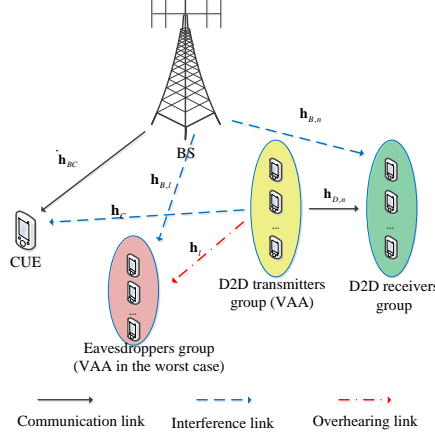 BS
h_{B,n}
h_{BC}
h_{B,l}
h_{D,n}
h_C
h_l
...
...
...
CUE
D2D transmitters
group (VAA)
D2D receivers
group
Eavesdroppers group
(VAA in the worst case)
Communication link
Interference link
Overhearing link